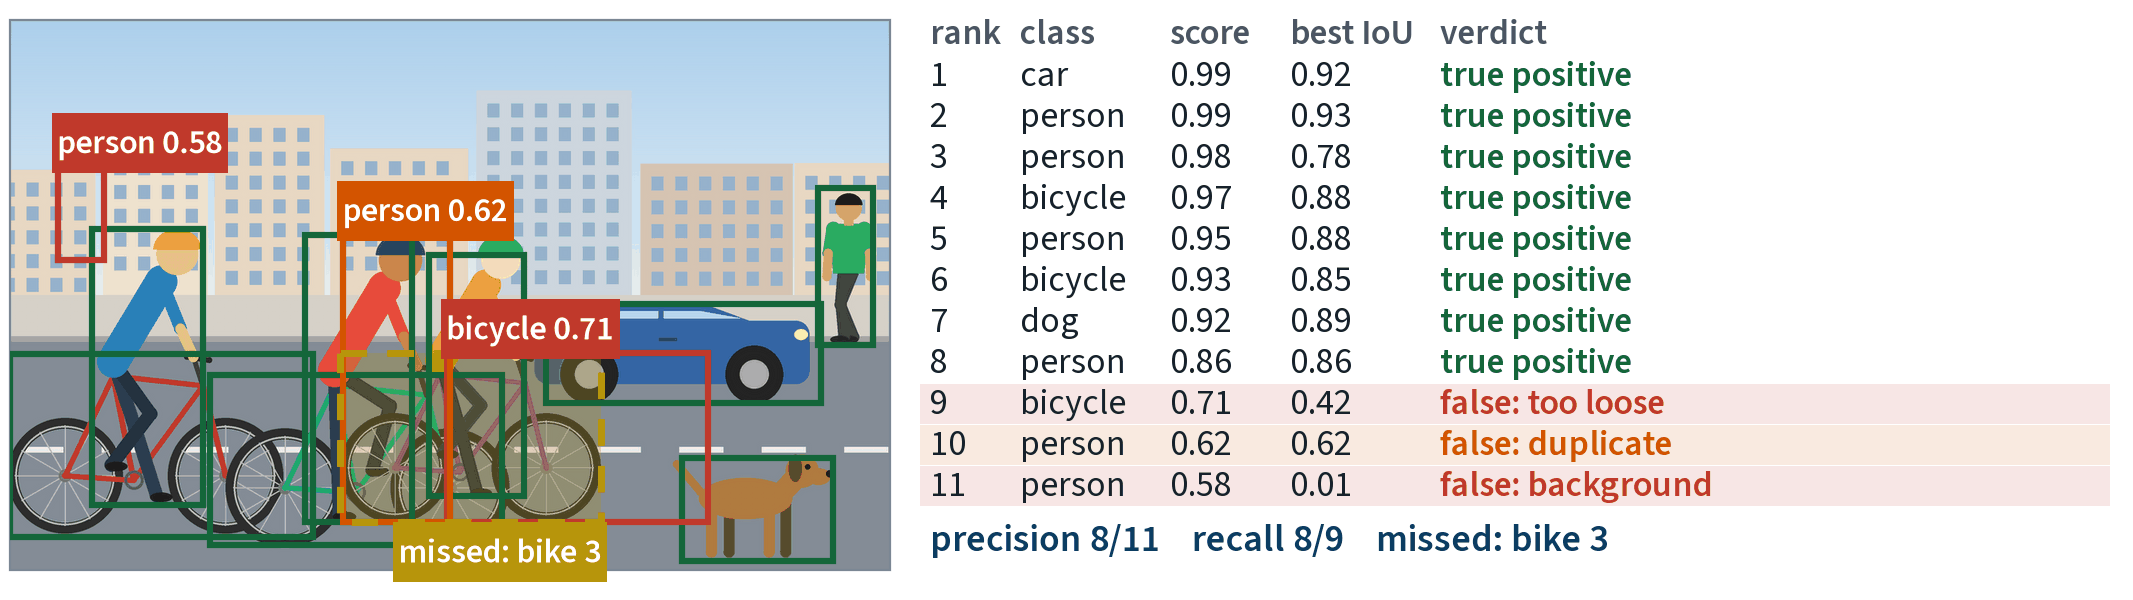 person 0.58
person 0.62
bicycle 0.71
missed: bike 3
rank class score best IoU verdict
1 car 0.99 0.92 true positive
2 person 0.99 0.93 true positive
3 person 0.98 0.78 true positive
4 bicycle 0.97 0.88 true positive
5 person 0.95 0.88 true positive
6 bicycle 0.93 0.85 true positive
7 dog 0.92 0.89 true positive
8 person 0.86 0.86 true positive
9 bicycle 0.71 0.42 false: too loose
10 person 0.62 0.62 false: duplicate
11 person 0.58 0.01 false: background
precision 8/11 recall 8/9 missed: bike 3